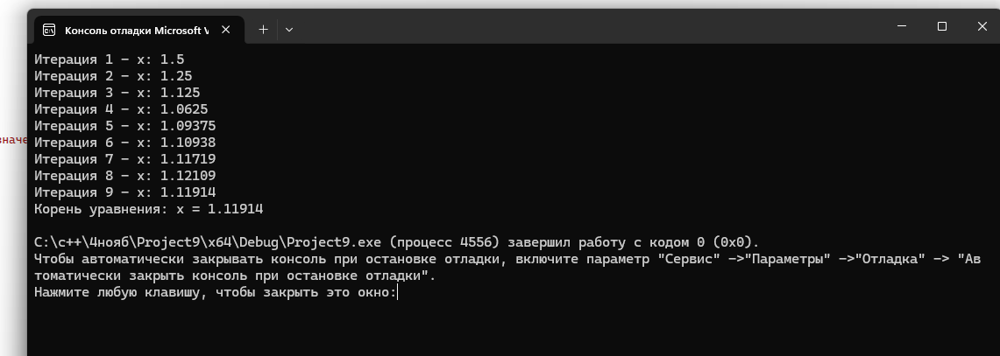 Консоль отладки Microsoft V
Итерация 1 - x: 1.5
Итерация 2 - x: 1.25
Итерация 3 - x: 1.125
Итерация 4 - x: 1.0625
Итерация 5 - x: 1.09375
Итерация 6 - x: 1.10938
Итерация 7 - x: 1.11719
Итерация 8 - x: 1.12109
Итерация 9 - x: 1.11914
Корень уравнения: x = 1.11914
C:\c++\4нояб\Project9\x64\Debug\Project9.exe (процесс 4556) завершил работу с кодом 0 (0x0).
Чтобы автоматически закрывать консоль при остановке отладки, включите параметр "Сервис" ->"Параметры" ->"Отладка" -> "Ав
томатически закрыть консоль при остановке отладки".
Нажмите любую клавишу, чтобы закрыть это окно:
значе